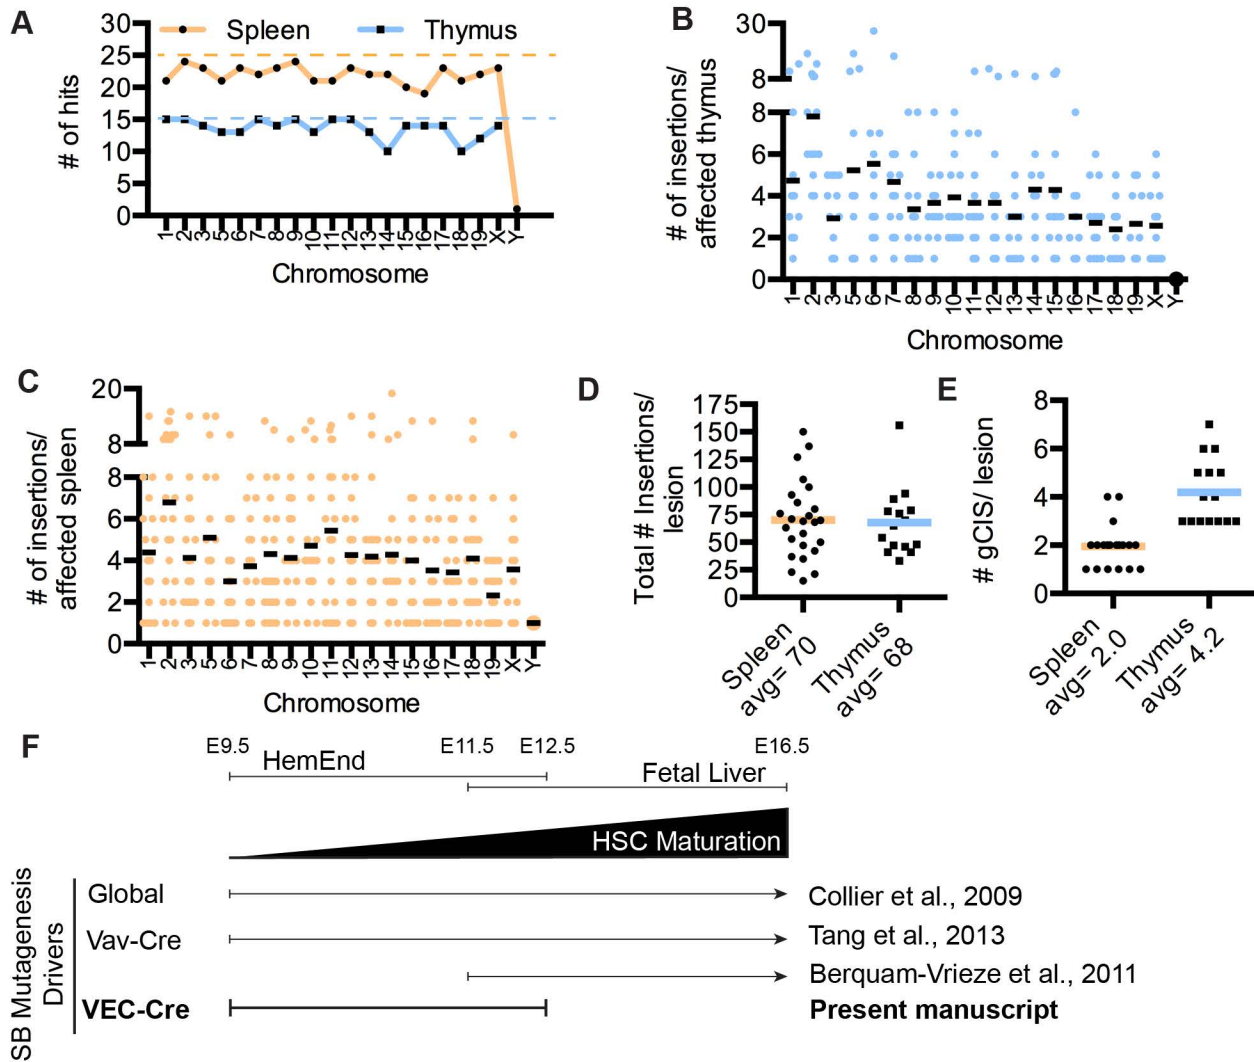 A
Spleen
Thymus
# of hits
30
25
20
15
10
5
0
1 2 3 5 6 7 8 9 10 11 12 13 14 15 16 17 18 19 X Y
Chromosome
B
# of insertions/
affected thymus
30
8
8
6
4
2
0
1 2 3 5 6 7 8 9 10 11 12 13 14 15 16 17 18 19 X Y
Chromosome
C
# of insertions/
affected spleen
20
8
8
6
4
2
0
1 2 3 5 6 7 8 9 10 11 12 13 14 15 16 17 18 19 X Y
Chromosome
D
Total # Insertions/
lesion
175
150
125
100
75
50
25
0
Spleen
avg= 70
Thymus
avg= 68
E
# gCIS/ lesion
8
6
4
2
0
Spleen
avg= 2.0
Thymus
avg= 4.2
F
E9.5 E11.5 E12.5 E16.5
HemEnd
Fetal Liver
HSC Maturation
SB Mutagenesis
Drivers
Global Collier et al., 2009
Vav-Cre Tang et al., 2013
Berquam-Vrieze et al., 2011
VEC-Cre Present manuscript